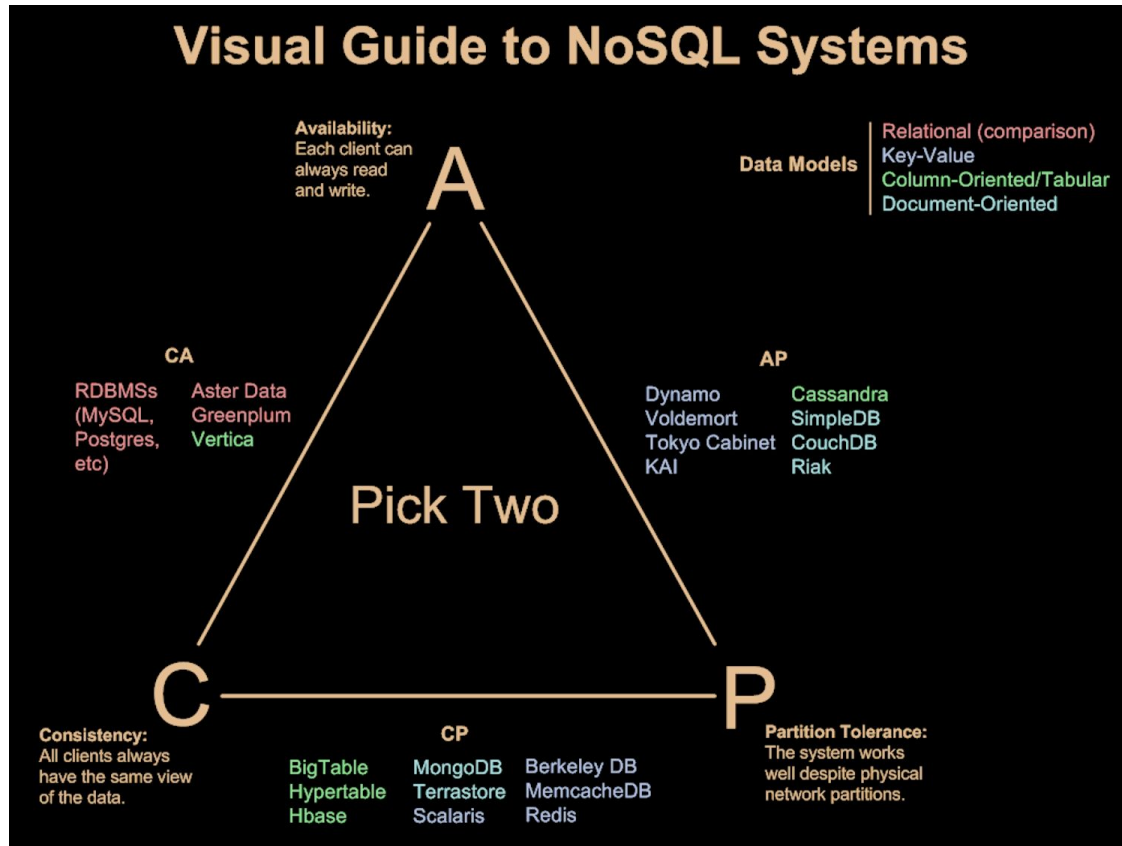 Visual Guide to NoSQL Systems
Availability:
Each client can
always read
and write.
A
Data Models
Relational (comparison)
Key-Value
Column-Oriented/Tabular
Document-Oriented
CA
RDBMSs
(MySQL,
Postgres,
etc)
Aster Data
Greenplum
Vertica
AP
Dynamo
Voldemort
Tokyo Cabinet
KAI
Cassandra
SimpleDB
CouchDB
Riak
Pick Two
C
Consistency:
All clients always
have the same view
of the data.
CP
BigTable
Hypertable
Hbase
MongoDB
Terrastore
Scalaris
Berkeley DB
MemcacheDB
Redis
P
Partition Tolerance:
The system works
well despite physical
network partitions.